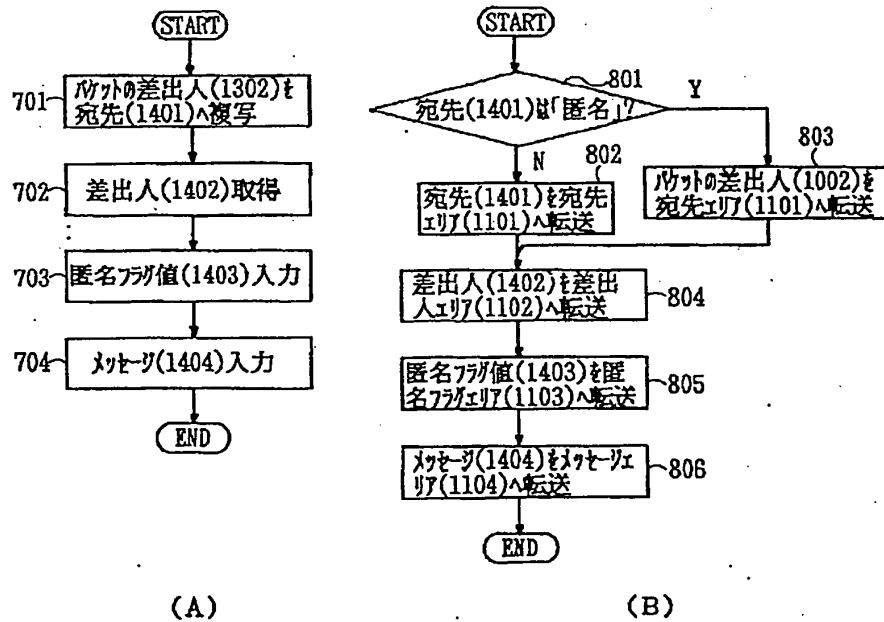 START
701
パケットの差出人(1302)を
宛先(1401)へ複写
702
差出人(1402)取得
703
匿名フラグ値(1403)入力
704
メッセージ(1404)入力
END
(A)
START
801
宛先(1401)は「匿名」?
Y
N
802
宛先(1401)を宛先
エリア(1101)へ転送
803
パケットの差出人(1002)を
宛先エリア(1101)へ転送
差出人(1402)を差出
人エリア(1102)へ転送
804
匿名フラグ値(1403)を匿
名フラグエリア(1103)へ転送
805
メッセージ(1404)をメッセージエ
リア(1104)へ転送
806
END
(B)